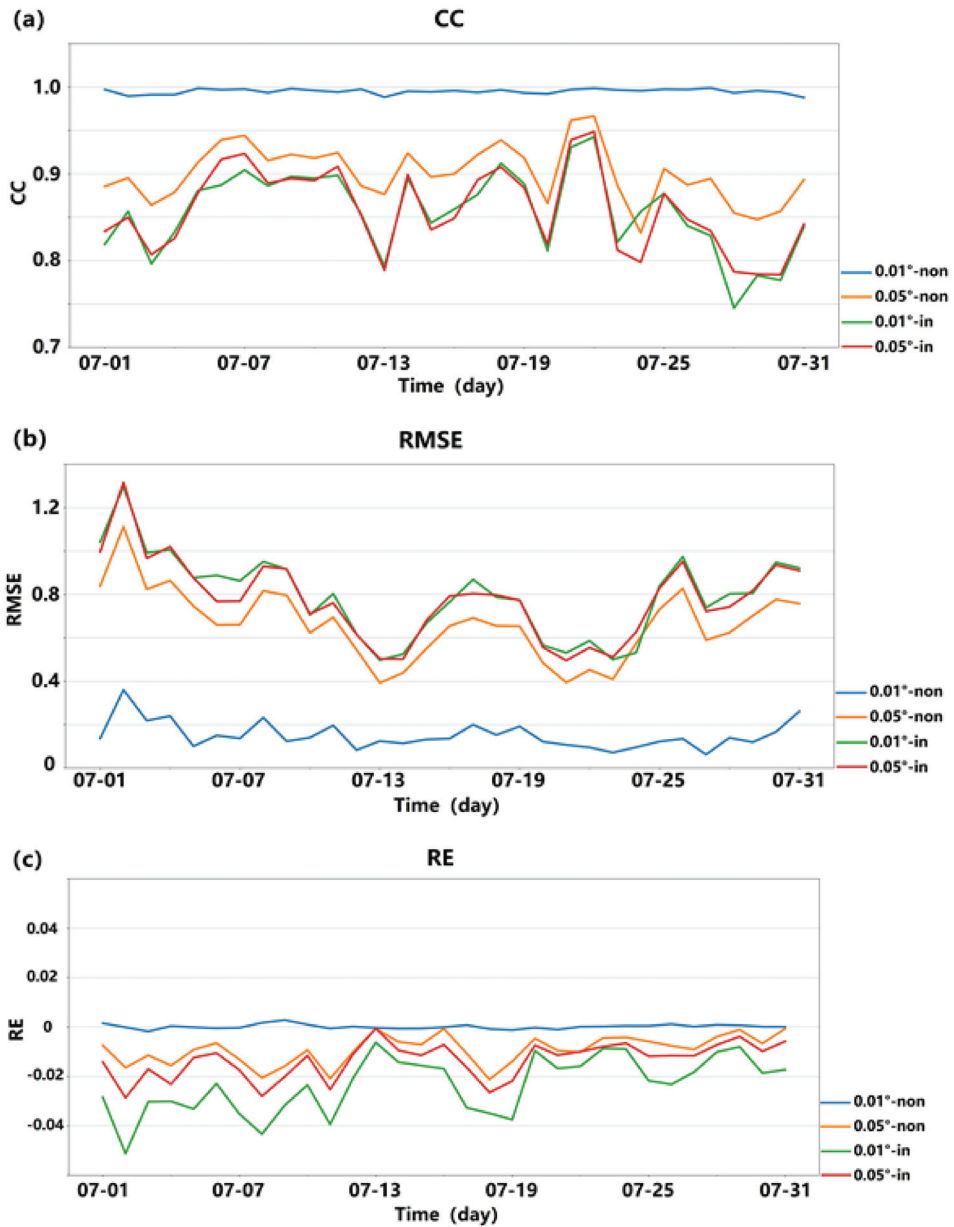 (a)
CC
CC
1.0
0.9
0.8
0.7
07-01 07-07 07-13 07-19 07-25 07-31
Time (day)
0.01°-non
0.05°-non
0.01°-in
0.05°-in
(b)
RMSE
RMSE
1.2
0.8
0.4
0
07-01 07-07 07-13 07-19 07-25 07-31
Time (day)
0.01°-non
0.05°-non
0.01°-in
0.05°-in
(c)
RE
RE
0.04
0.02
0
-0.02
-0.04
07-01 07-07 07-13 07-19 07-25 07-31
Time (day)
0.01°-non
0.05°-non
0.01°-in
0.05°-in